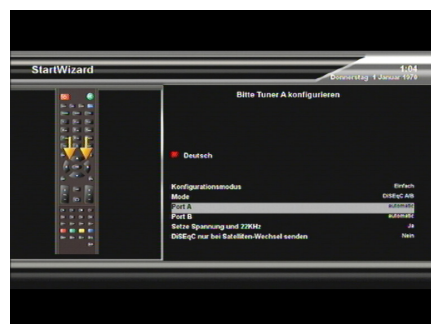 StartWizard
1:04
Donnerstag, 1 Januar 1970
Bitte Tuner A konfigurieren
Deutsch
Konfigurationsmodus Einfach
Mode DiSEqC A/B
Port A automatic
Port B automatic
Setze Spannung und 22KHz Ja
DiSEqC nur bei Satelliten-Wechsel senden Nein